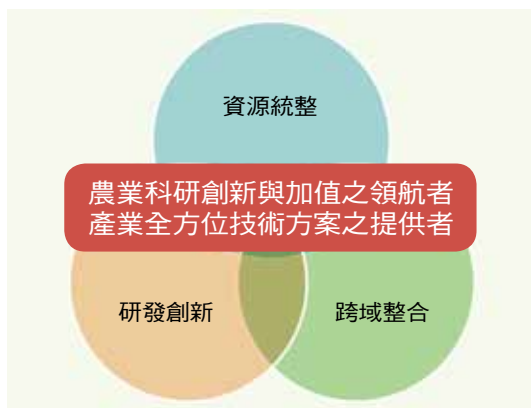 資源統整
農業科研創新與加值之領航者
產業全方位技術方案之提供者
研發創新
跨域整合